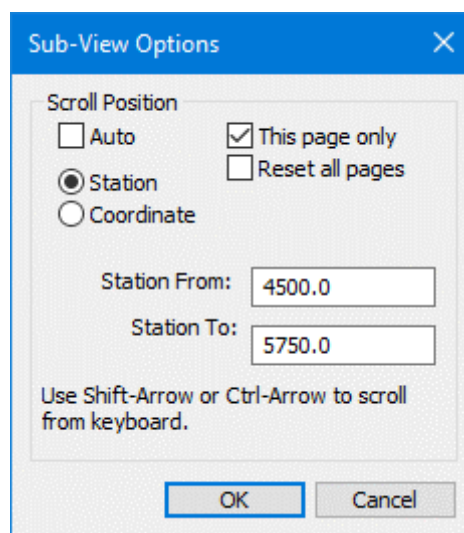 Sub-View Options
Scroll Position
Auto
This page only
Reset all pages
Station
Coordinate
Station From: 4500.0
Station To: 5750.0
Use Shift-Arrow or Ctrl-Arrow to scroll
from keyboard.
OK Cancel